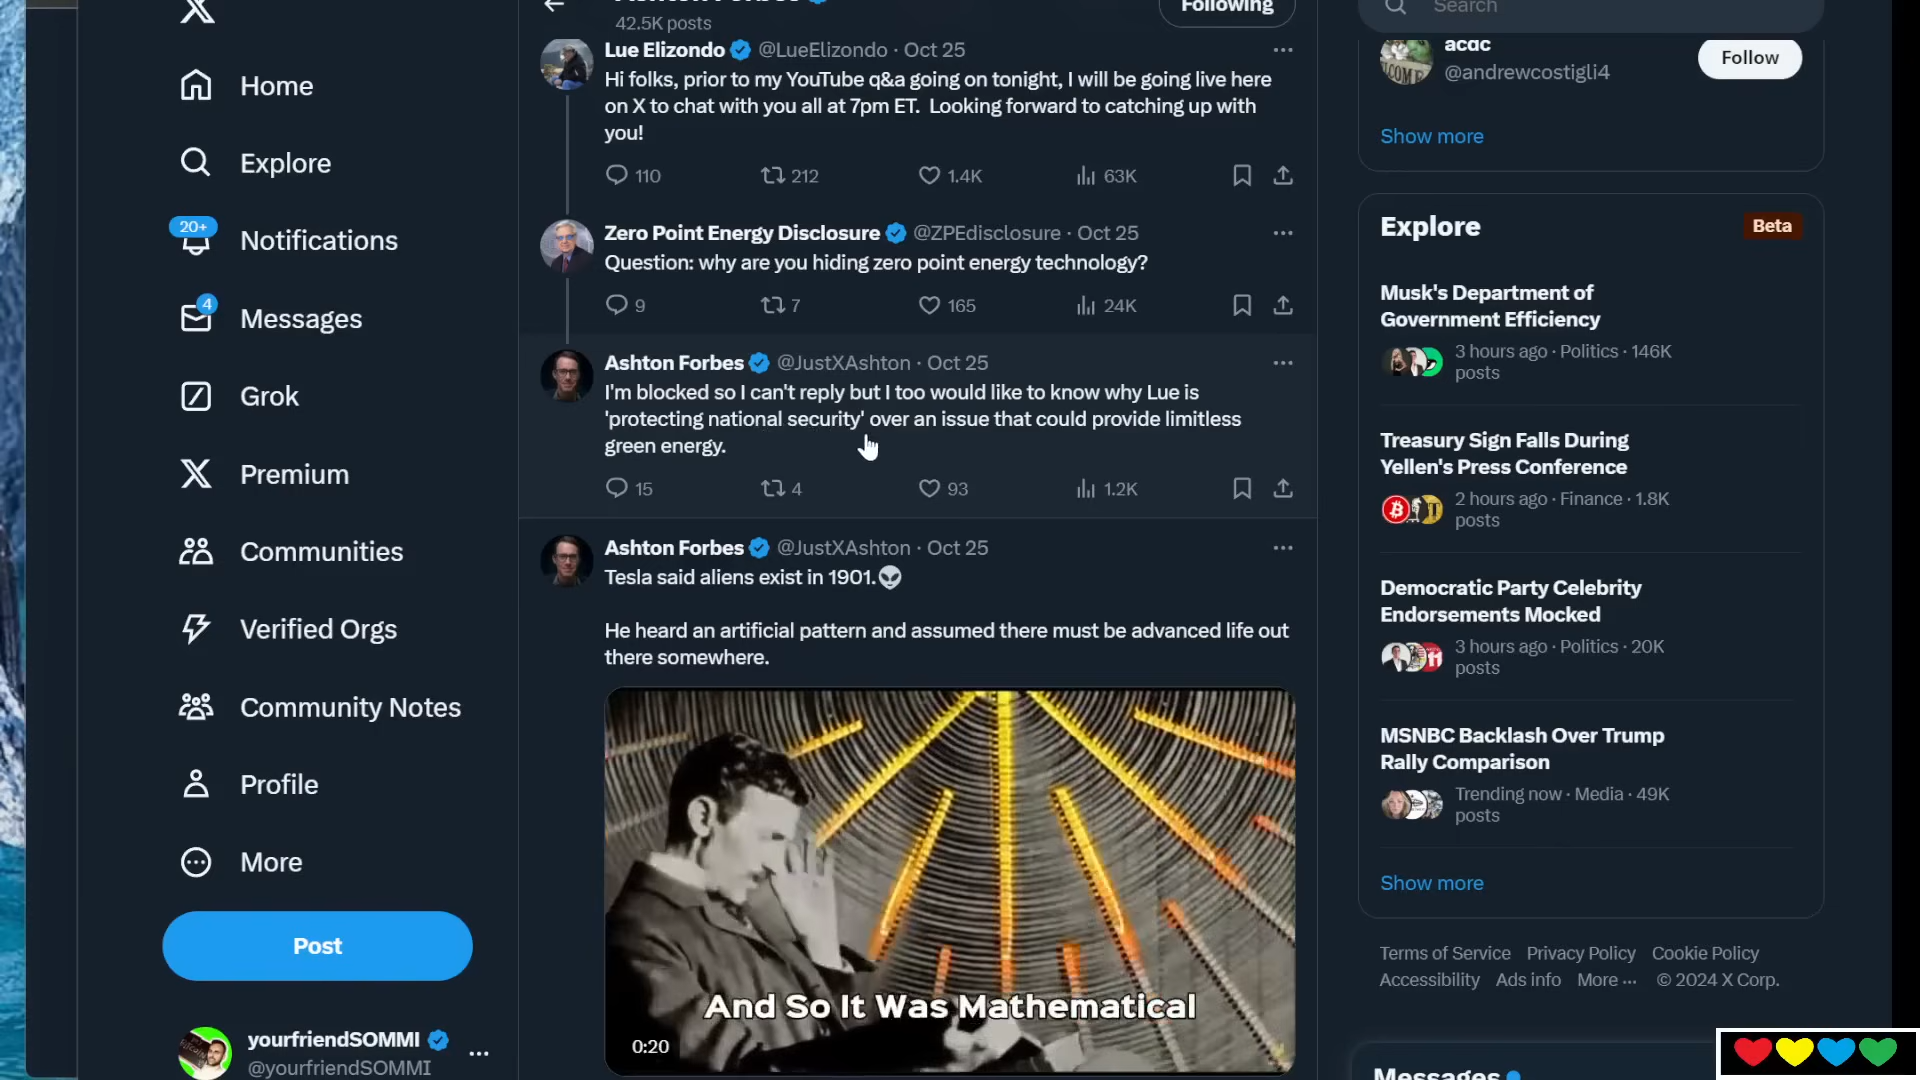 Home
Explore
20+
Notifications
4
Messages
Grok
Premium
Communities
Verified Orgs
Community Notes
Profile
More
Post
yourfriendSOMMI
@yourfriendSOMMI
42.5K posts
Following
Lue Elizondo @LueElizondo · Oct 25
Hi folks, prior to my YouTube q&a going on tonight, I will be going live here
on X to chat with you all at 7pm ET. Looking forward to catching up with
you!
110 212 1.4K 63K
Zero Point Energy Disclosure @ZPEdisclosure · Oct 25
Question: why are you hiding zero point energy technology?
9 7 165 24K
Ashton Forbes @JustXAshton · Oct 25
I'm blocked so I can't reply but I too would like to know why Lue is
'protecting national security' over an issue that could provide limitless
green energy.
15 4 93 1.2K
Ashton Forbes @JustXAshton · Oct 25
Tesla said aliens exist in 1901.👽
He heard an artificial pattern and assumed there must be advanced life out
there somewhere.
And So It Was Mathematical
0:20
Search
acdc
@andrewcostigli4
Follow
Show more
Explore
Beta
Musk's Department of
Government Efficiency
3 hours ago · Politics · 146K
posts
Treasury Sign Falls During
Yellen's Press Conference
2 hours ago · Finance · 1.8K
posts
Democratic Party Celebrity
Endorsements Mocked
3 hours ago · Politics · 20K
posts
MSNBC Backlash Over Trump
Rally Comparison
Trending now · Media · 49K
posts
Show more
Terms of Service Privacy Policy Cookie Policy
Accessibility Ads info More ··· © 2024 X Corp.
Messages